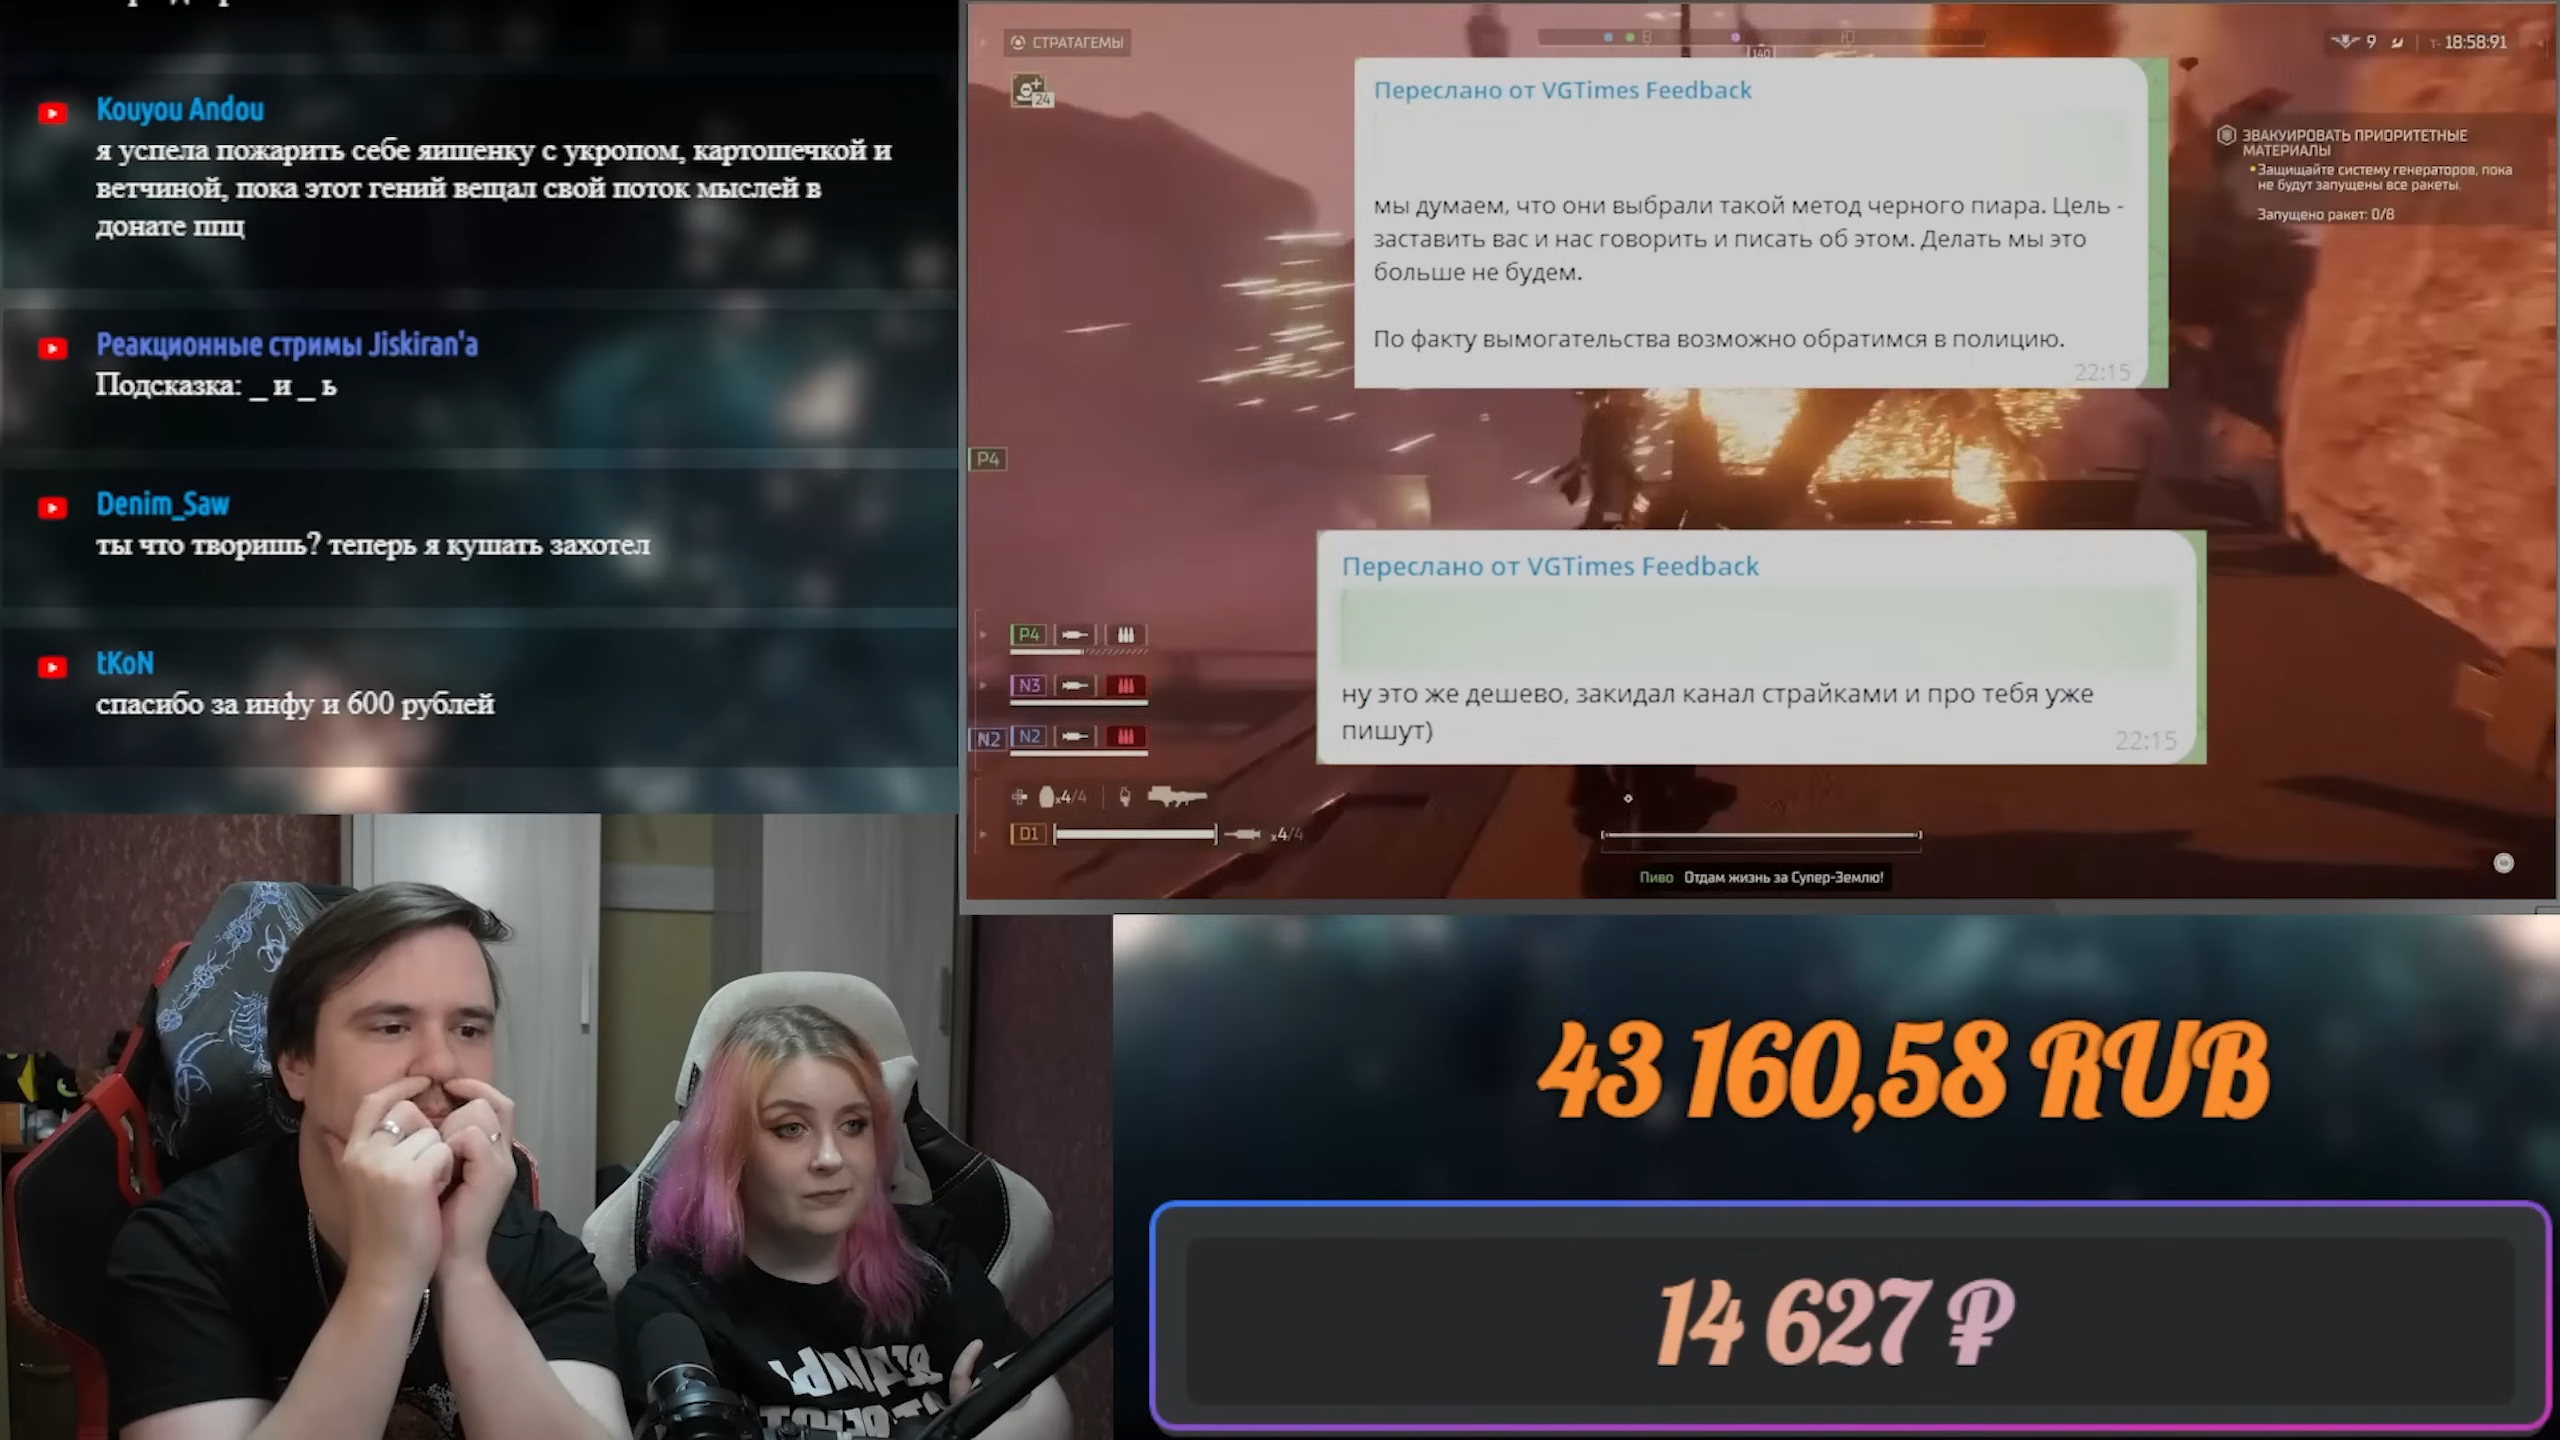 Kouyou Andou
я успела пожарить себе яишенку с укропом, картошечкой и
ветчиной, пока этот гений вещал свой поток мыслей в
донате ппц
Реакционные стримы Jiskiran'а
Подсказка: _ и _ ь
Denim_Saw
ты что творишь? теперь я кушать захотел
tKoN
спасибо за инфу и 600 рублей
СТРАТАГЕМЫ
24
140
9
T- 18:58:91
Переслано от VGTimes Feedback
мы думаем, что они выбрали такой метод черного пиара. Цель -
заставить вас и нас говорить и писать об этом. Делать мы это
больше не будем.
По факту вымогательства возможно обратимся в полицию.
22:15
ЭВАКУИРОВАТЬ ПРИОРИТЕТНЫЕ
МАТЕРИАЛЫ
Защищайте систему генераторов, пока
не будут запущены все ракеты.
Запущено ракет: 0/8
P4
Переслано от VGTimes Feedback
ну это же дешево, закидал канал страйками и про тебя уже
пишут)
22:15
P4
N3
N2 N2
x4/4
D1 x4/4
Пиво Отдам жизнь за Супер-Землю!
43 160,58 RUB
14 627 ₽